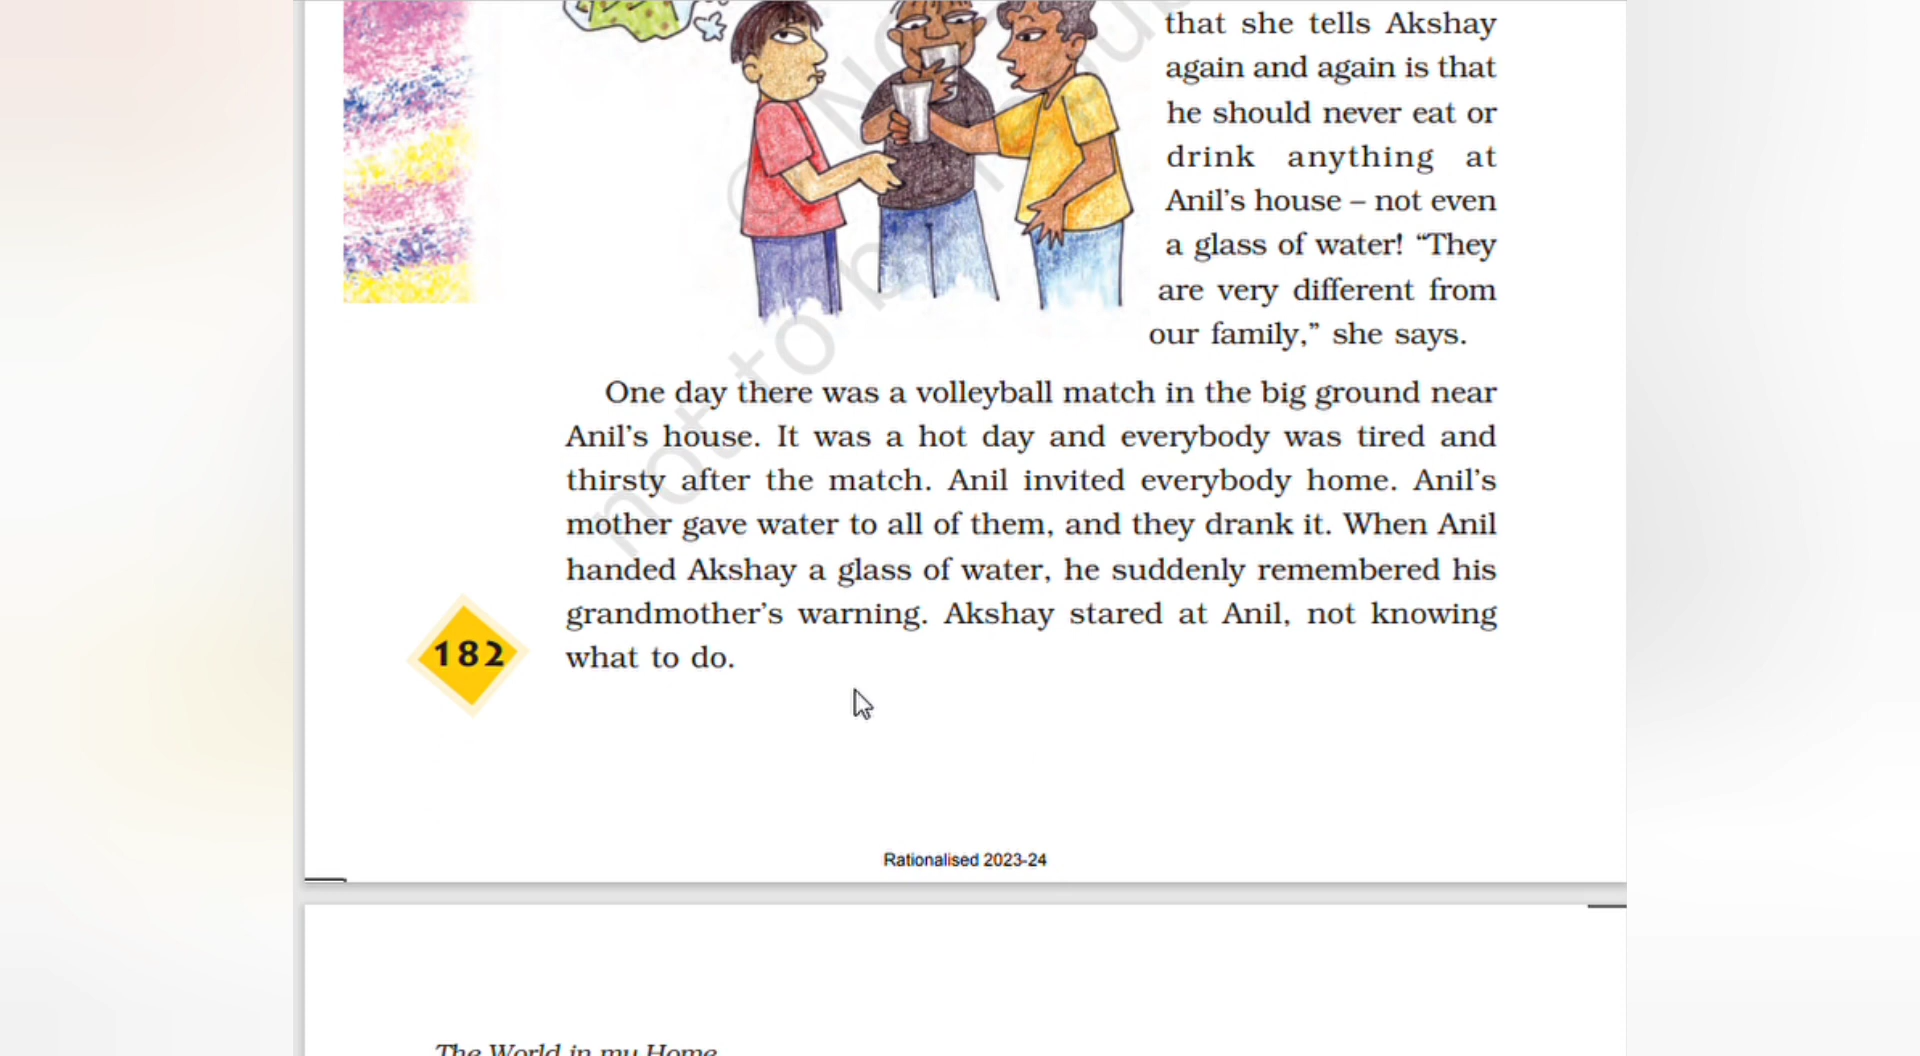 that she tells Akshay
again and again is that
he should never eat or
drink anything at
Anil’s house – not even
a glass of water! “They
are very different from
our family,” she says.
One day there was a volleyball match in the big ground near
Anil’s house. It was a hot day and everybody was tired and
thirsty after the match. Anil invited everybody home. Anil’s
mother gave water to all of them, and they drank it. When Anil
handed Akshay a glass of water, he suddenly remembered his
grandmother’s warning. Akshay stared at Anil, not knowing
what to do.
182
Rationalised 2023-24
The World in my Home
not to be